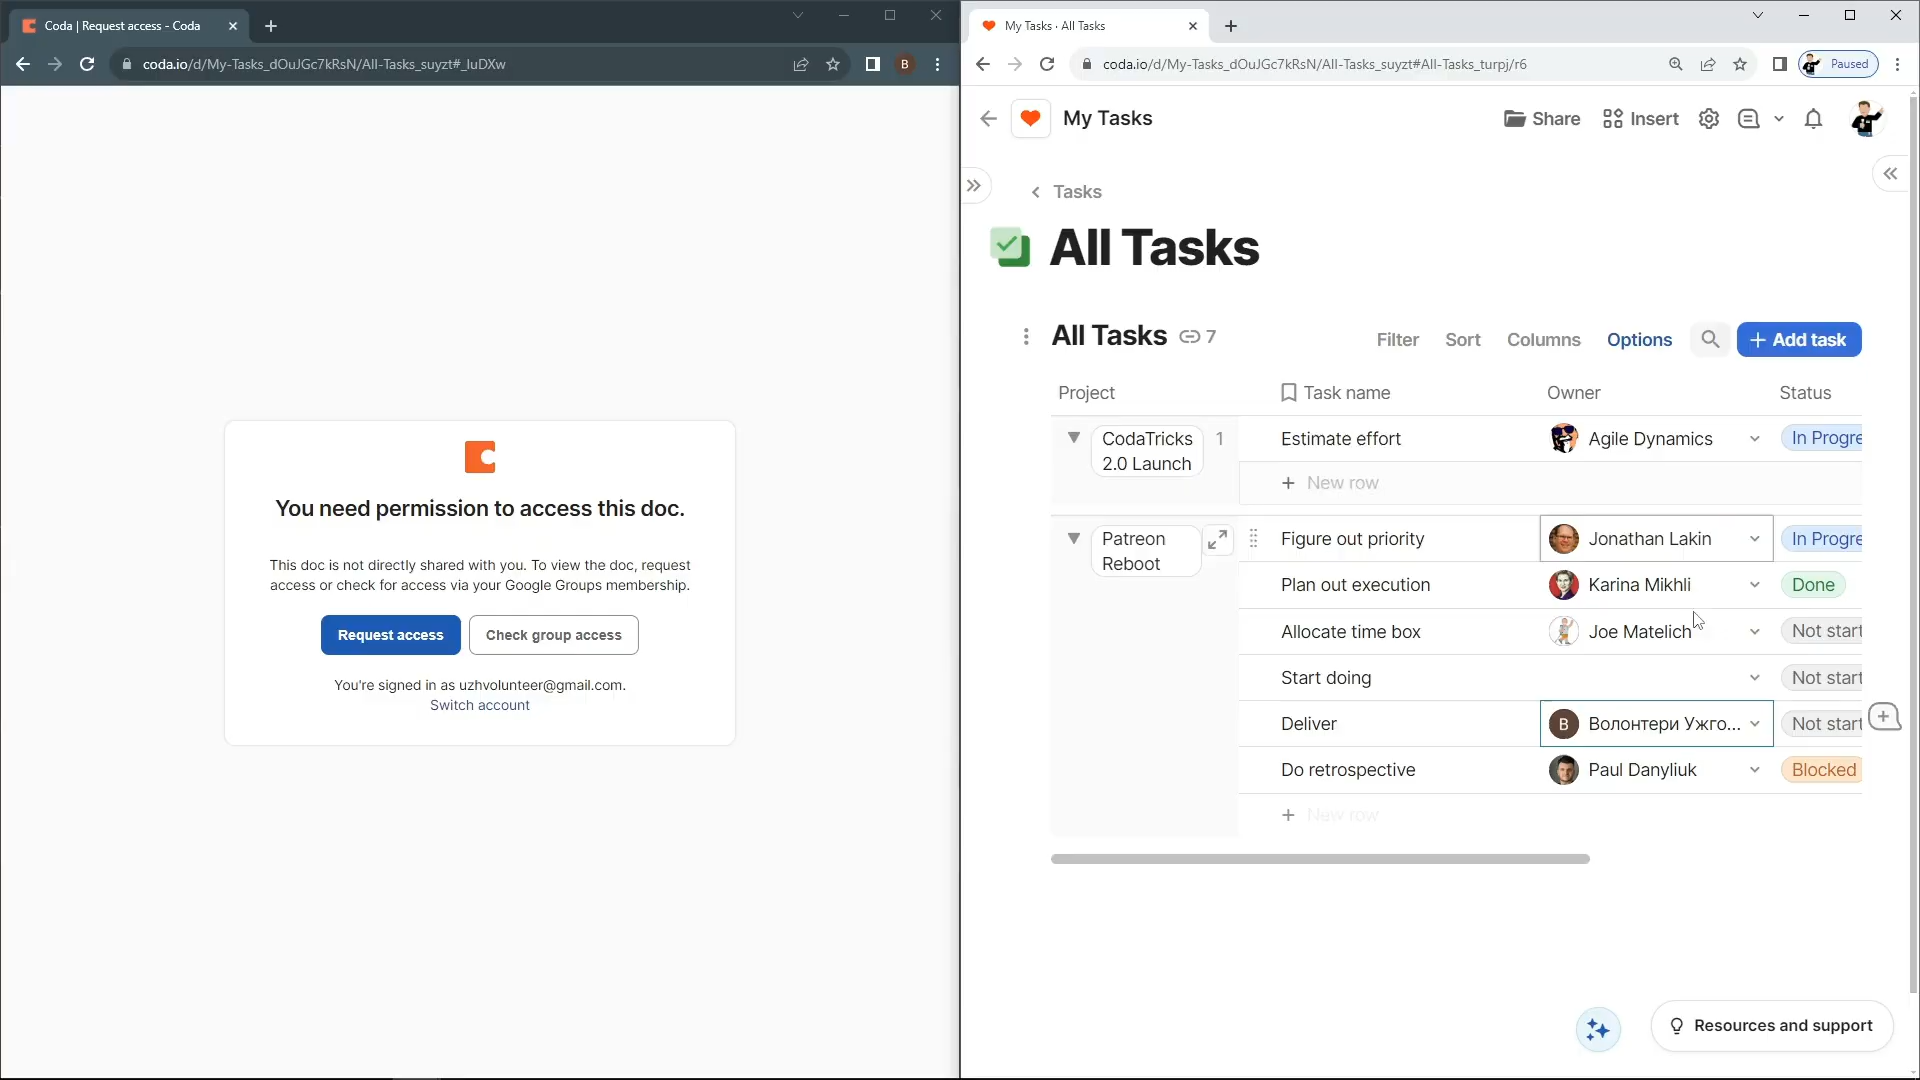 Coda | Request access - Coda
coda.io/d/My-Tasks_dOuJGc7kRsN/All-Tasks_suyzt#_luDXw
B
You need permission to access this doc.
This doc is not directly shared with you. To view the doc, request
access or check for access via your Google Groups membership.
Request access
Check group access
You're signed in as uzhvolunteer@gmail.com.
Switch account
My Tasks · All Tasks
coda.io/d/My-Tasks_dOuJGc7kRsN/All-Tasks_suyzt#All-Tasks_turpj/r6
Paused
My Tasks
Share
Insert
Tasks
All Tasks
All Tasks 7
Filter
Sort
Columns
Options
Add task
Project
Task name
Owner
Status
CodaTricks
2.0 Launch
1
Estimate effort
Agile Dynamics
In Progre
New row
Patreon
Reboot
Figure out priority
Jonathan Lakin
In Progre
Plan out execution
Karina Mikhli
Done
Allocate time box
Joe Matelich
Not start
Start doing
Not start
Deliver
В
Волонтери Ужго...
Not start
Do retrospective
Paul Danyliuk
Blocked
New row
Resources and support